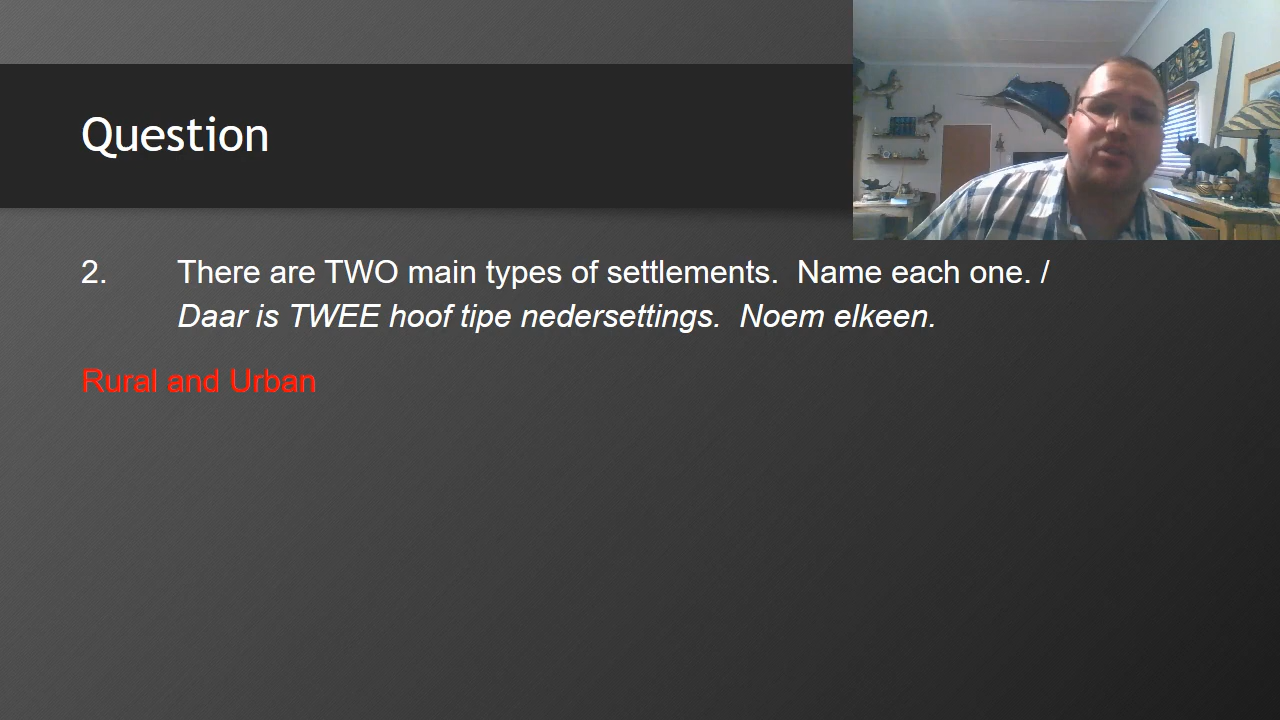 Question
2. There are TWO main types of settlements. Name each one. /
Daar is TWEE hoof tipe nedersettings. Noem elkeen.
Rural and Urban